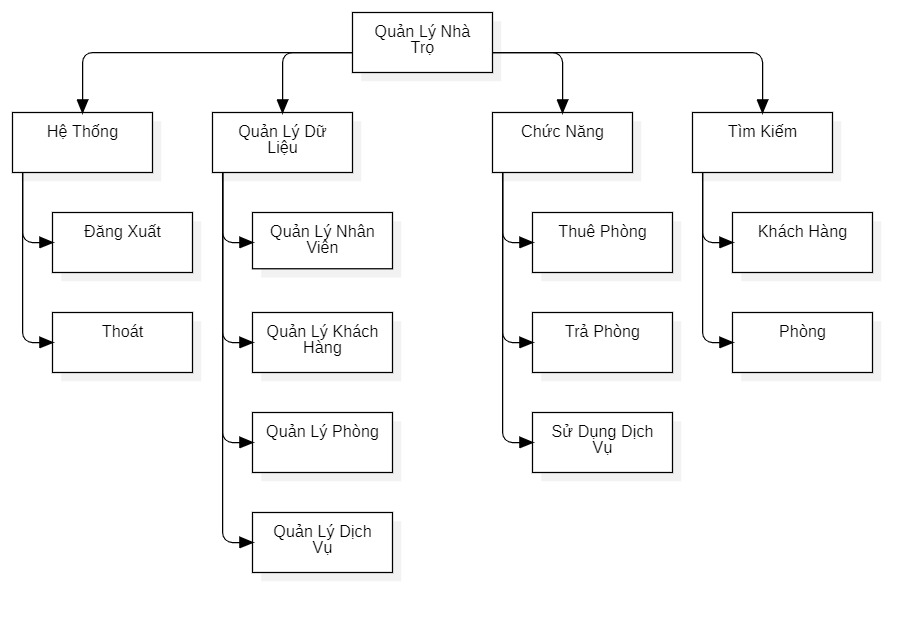 Quản Lý Nhà
Trọ
Hệ Thống
Quản Lý Dữ
Liệu
Chức Năng
Tìm Kiếm
Đăng Xuất
Quản Lý Nhân
Viên
Thuê Phòng
Khách Hàng
Thoát
Quản Lý Khách
Hàng
Trả Phòng
Phòng
Quản Lý Phòng
Sử Dụng Dịch
Vụ
Quản Lý Dịch
Vụ